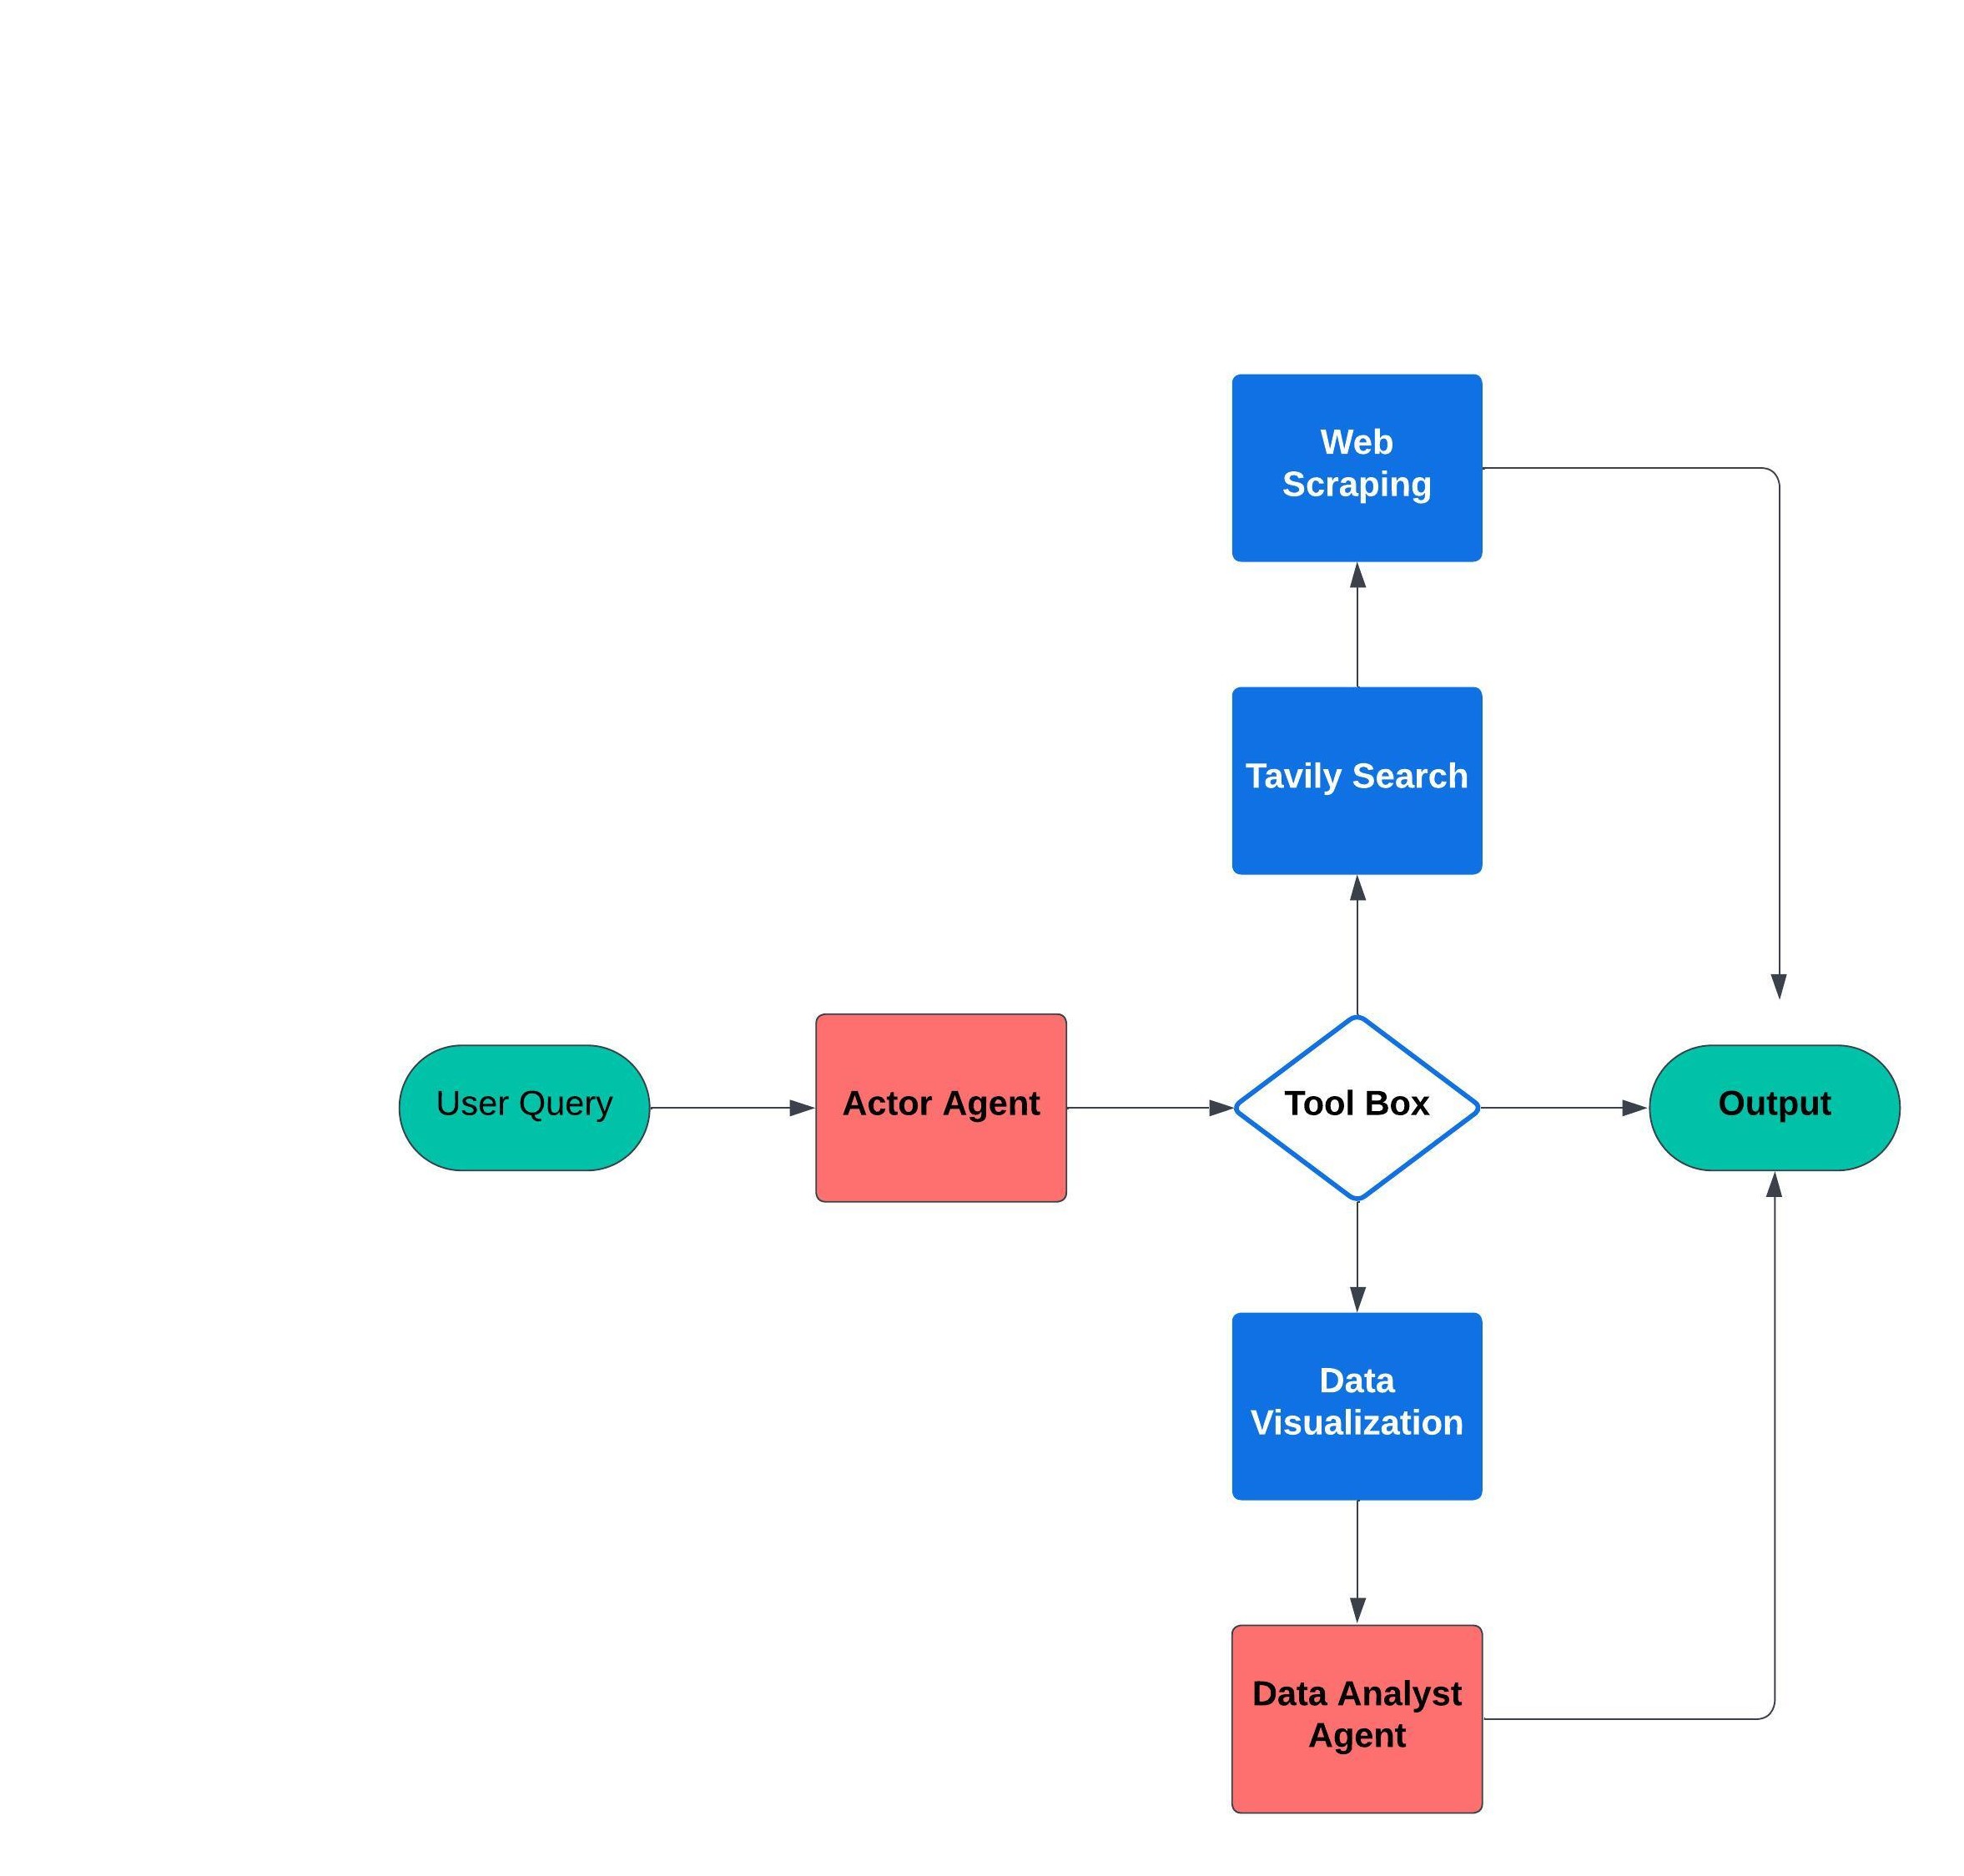 Web
Scraping
Tavily Search
User Query
Actor Agent
Tool Box
Output
Data
Visualization
Data Analyst
Agent